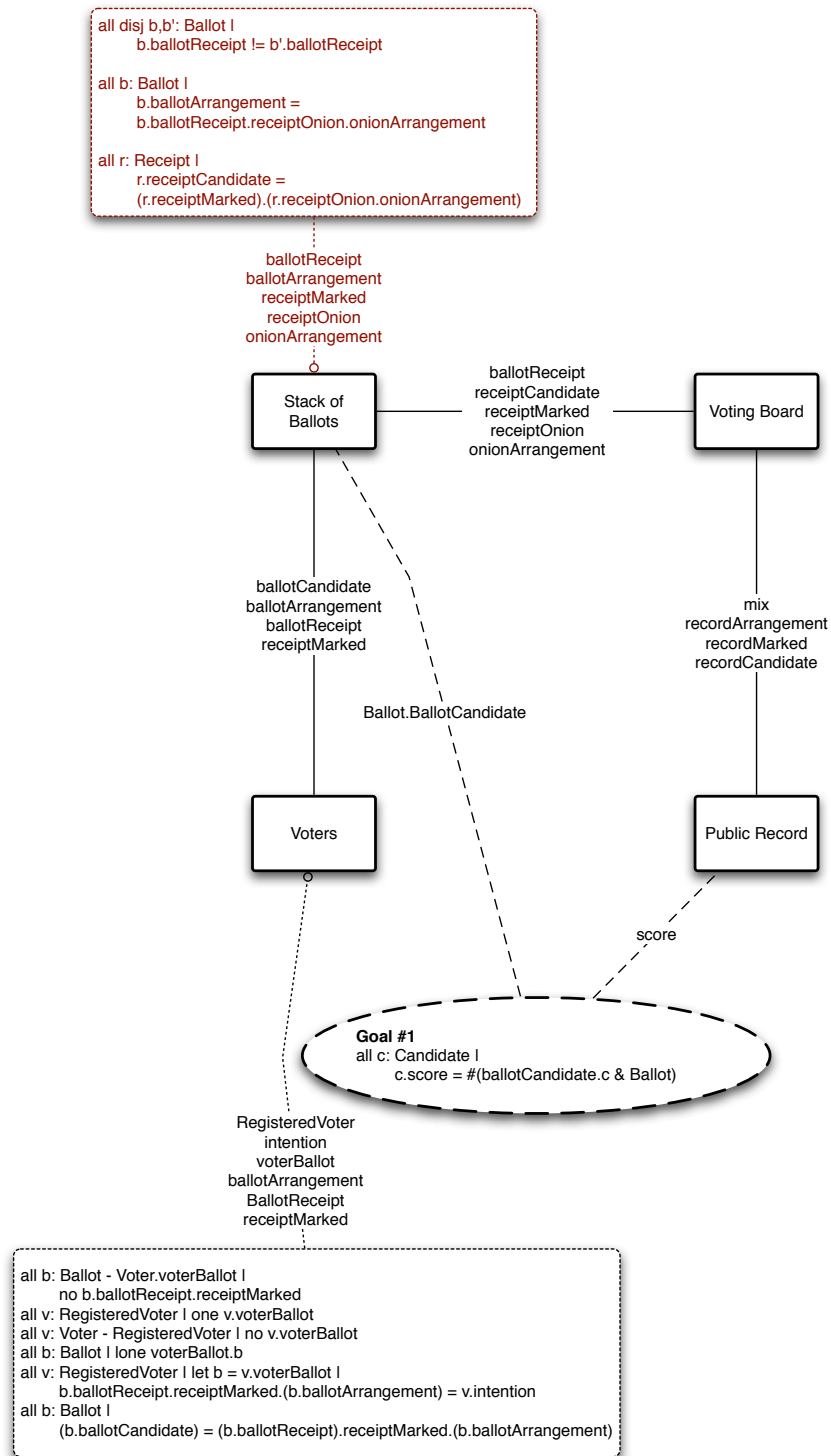 all disj b,b': Ballot |
b.ballotReceipt != b'.ballotReceipt
all b: Ballot |
b.ballotArrangement =
b.ballotReceipt.receiptOnion.onionArrangement
all r: Receipt |
r.receiptCandidate =
(r.receiptMarked).(r.receiptOnion.onionArrangement)
ballotReceipt
ballotArrangement
receiptMarked
receiptOnion
onionArrangement
Stack of
Ballots
ballotReceipt
receiptCandidate
receiptMarked
receiptOnion
onionArrangement
Voting Board
ballotCandidate
ballotArrangement
ballotReceipt
receiptMarked
mix
recordArrangement
recordMarked
recordCandidate
Ballot.BallotCandidate
Voters
Public Record
score
Goal #1
all c: Candidate |
c.score = #(ballotCandidate.c & Ballot)
RegisteredVoter
intention
voterBallot
ballotArrangement
BallotReceipt
receiptMarked
all b: Ballot - Voter.voterBallot |
no b.ballotReceipt.receiptMarked
all v: RegisteredVoter | one v.voterBallot
all v: Voter - RegisteredVoter | no v.voterBallot
all b: Ballot | lone voterBallot.b
all v: RegisteredVoter | let b = v.voterBallot |
b.ballotReceipt.receiptMarked.(b.ballotArrangement) = v.intention
all b: Ballot |
(b.ballotCandidate) = (b.ballotReceipt).receiptMarked.(b.ballotArrangement)